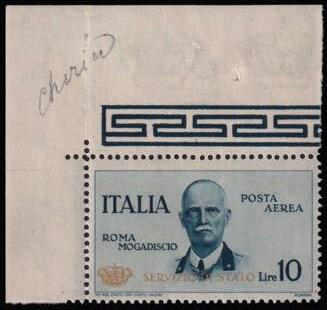 ITALIA
POSTA
AEREA
ROMA
MOGADISCIO
SERVIZIO DI STATO
Lire 10